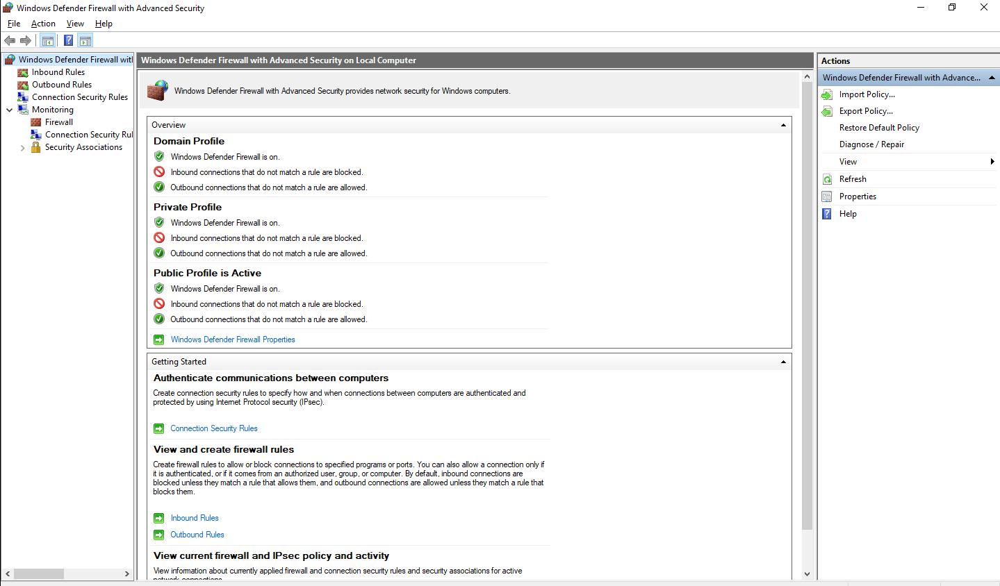 Windows Defender Firewall with Advanced Security
File Action View Help
Windows Defender Firewall wit
Inbound Rules
Outbound Rules
Connection Security Rules
Monitoring
Firewall
Connection Security Rul
Security Associations
Windows Defender Firewall with Advanced Security on Local Computer
Windows Defender Firewall with Advanced Security provides network security for Windows computers.
Overview
Domain Profile
Windows Defender Firewall is on.
Inbound connections that do not match a rule are blocked.
Outbound connections that do not match a rule are allowed.
Private Profile
Windows Defender Firewall is on.
Inbound connections that do not match a rule are blocked.
Outbound connections that do not match a rule are allowed.
Public Profile is Active
Windows Defender Firewall is on.
Inbound connections that do not match a rule are blocked.
Outbound connections that do not match a rule are allowed.
Windows Defender Firewall Properties
Getting Started
Authenticate communications between computers
Create connection security rules to specify how and when connections between computers are authenticated and
protected by using Internet Protocol security (IPsec).
Connection Security Rules
View and create firewall rules
Create firewall rules to allow or block connections to specified programs or ports. You can also allow a connection only if
it is authenticated, or if it comes from an authorized user, group, or computer. By default, inbound connections are
blocked unless they match a rule that allows them, and outbound connections are allowed unless they match a rule that
blocks them.
Inbound Rules
Outbound Rules
View current firewall and IPsec policy and activity
View information about currently applied firewall and connection security rules and security associations for active
network connections
Actions
Windows Defender Firewall with Advance...
Import Policy...
Export Policy...
Restore Default Policy
Diagnose / Repair
View
Refresh
Properties
Help